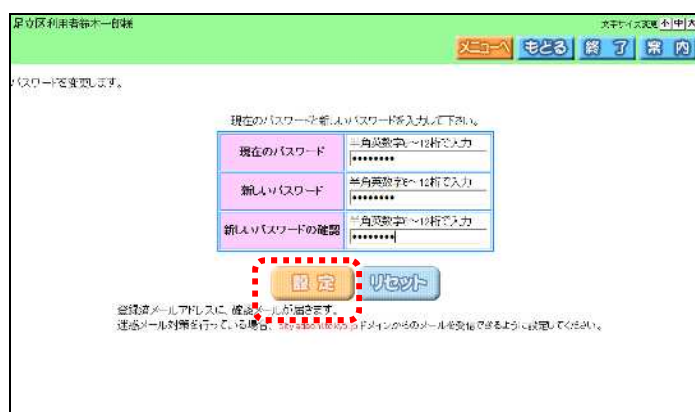 足立区利用者鈴木一郎様
文字サイズ変更 小 中 大
メニューへ もどる 終了 案内
パスワードを変更します。
現在のパスワードと新しいパスワードを入力して下さい。
現在のパスワード 半角英数字6～12桁で入力
••••••••
新しいパスワード 半角英数字6～12桁で入力
••••••••
新しいパスワードの確認 半角英数字6～12桁で入力
••••••••
設定 リセット
登録済メールアドレスに、確認メールが届きます。
迷惑メール対策を行っている場合、 ドメインからのメールを受信できるように設定してください。